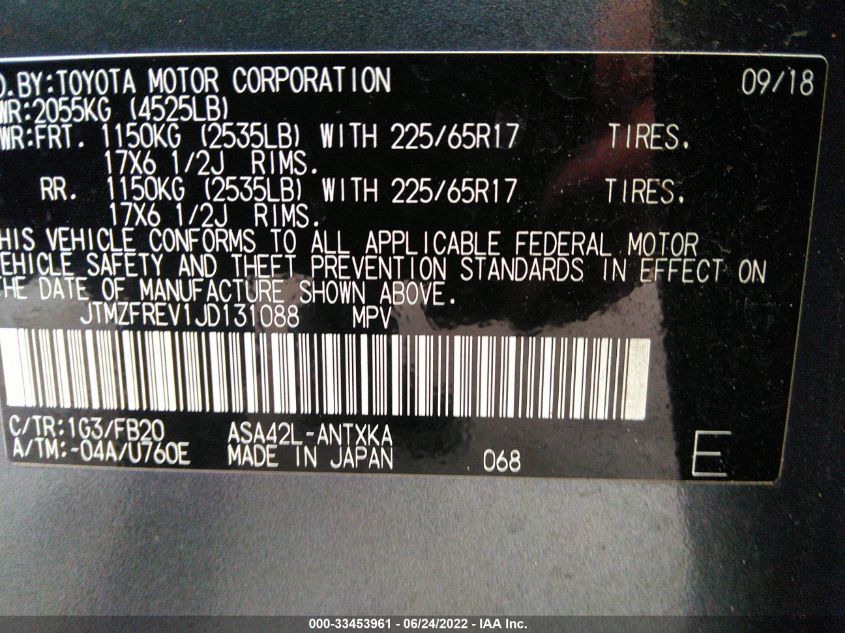 D.BY:TOYOTA MOTOR CORPORATION 09/18
WR:2055KG (4525LB)
WR:FRT. 1150KG (2535LB) WITH 225/65R17 TIRES.
17X6 1/2J RIMS.
RR. 1150KG (2535LB) WITH 225/65R17 TIRES.
17X6 1/2J RIMS.
HIS VEHICLE CONFORMS TO ALL APPLICABLE FEDERAL MOTOR
EHICLE SAFETY AND THEFT PREVENTION STANDARDS IN EFFECT ON
THE DATE OF MANUFACTURE SHOWN ABOVE.
JTMZFREV1JD131088 MPV
C/TR:1G3/FB20 ASA42L-ANTXKA
A/TM:-04A/U760E MADE IN JAPAN 068 E
000-33453961 - 06/24/2022 - IAA Inc.